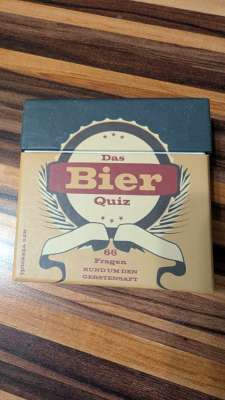 Das
Bier
Quiz
66
Fragen
RUND UM DEN
GERSTENSAFT